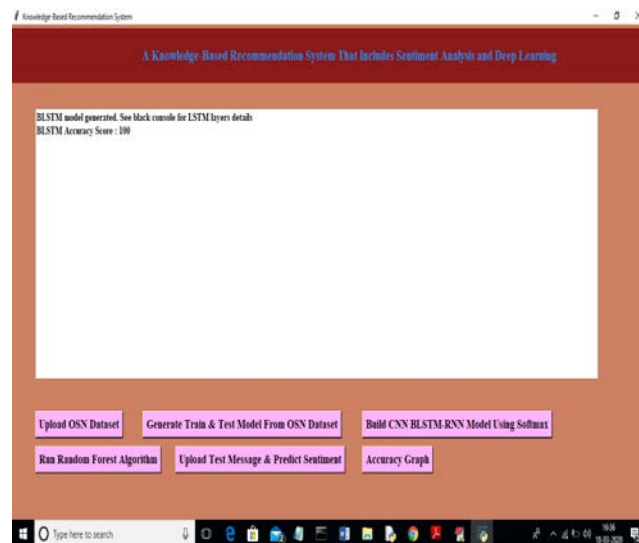 Knowledge-Based Recommendation System
A Knowledge-Based Recommendation System That Includes Sentiment Analysis and Deep Learning
BLSTM model generated. See black console for LSTM layers details
BLSTM Accuracy Score : 100
Upload OSN Dataset
Generate Train & Test Model From OSN Dataset
Build CNN BLSTM-RNN Model Using Softmax
Run Random Forest Algorithm
Upload Test Message & Predict Sentiment
Accuracy Graph
Type here to search